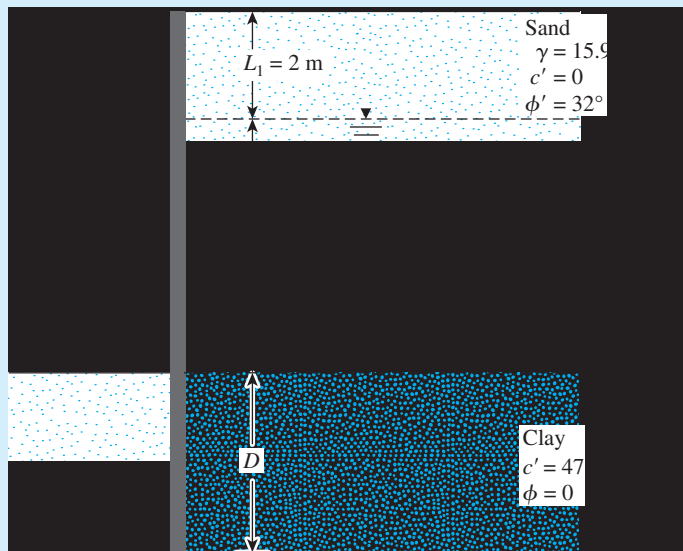 Sand
γ = 15.9
c′ = 0
ϕ′ = 32°
L₁ = 2 m
D
Clay
c′ = 47
ϕ = 0